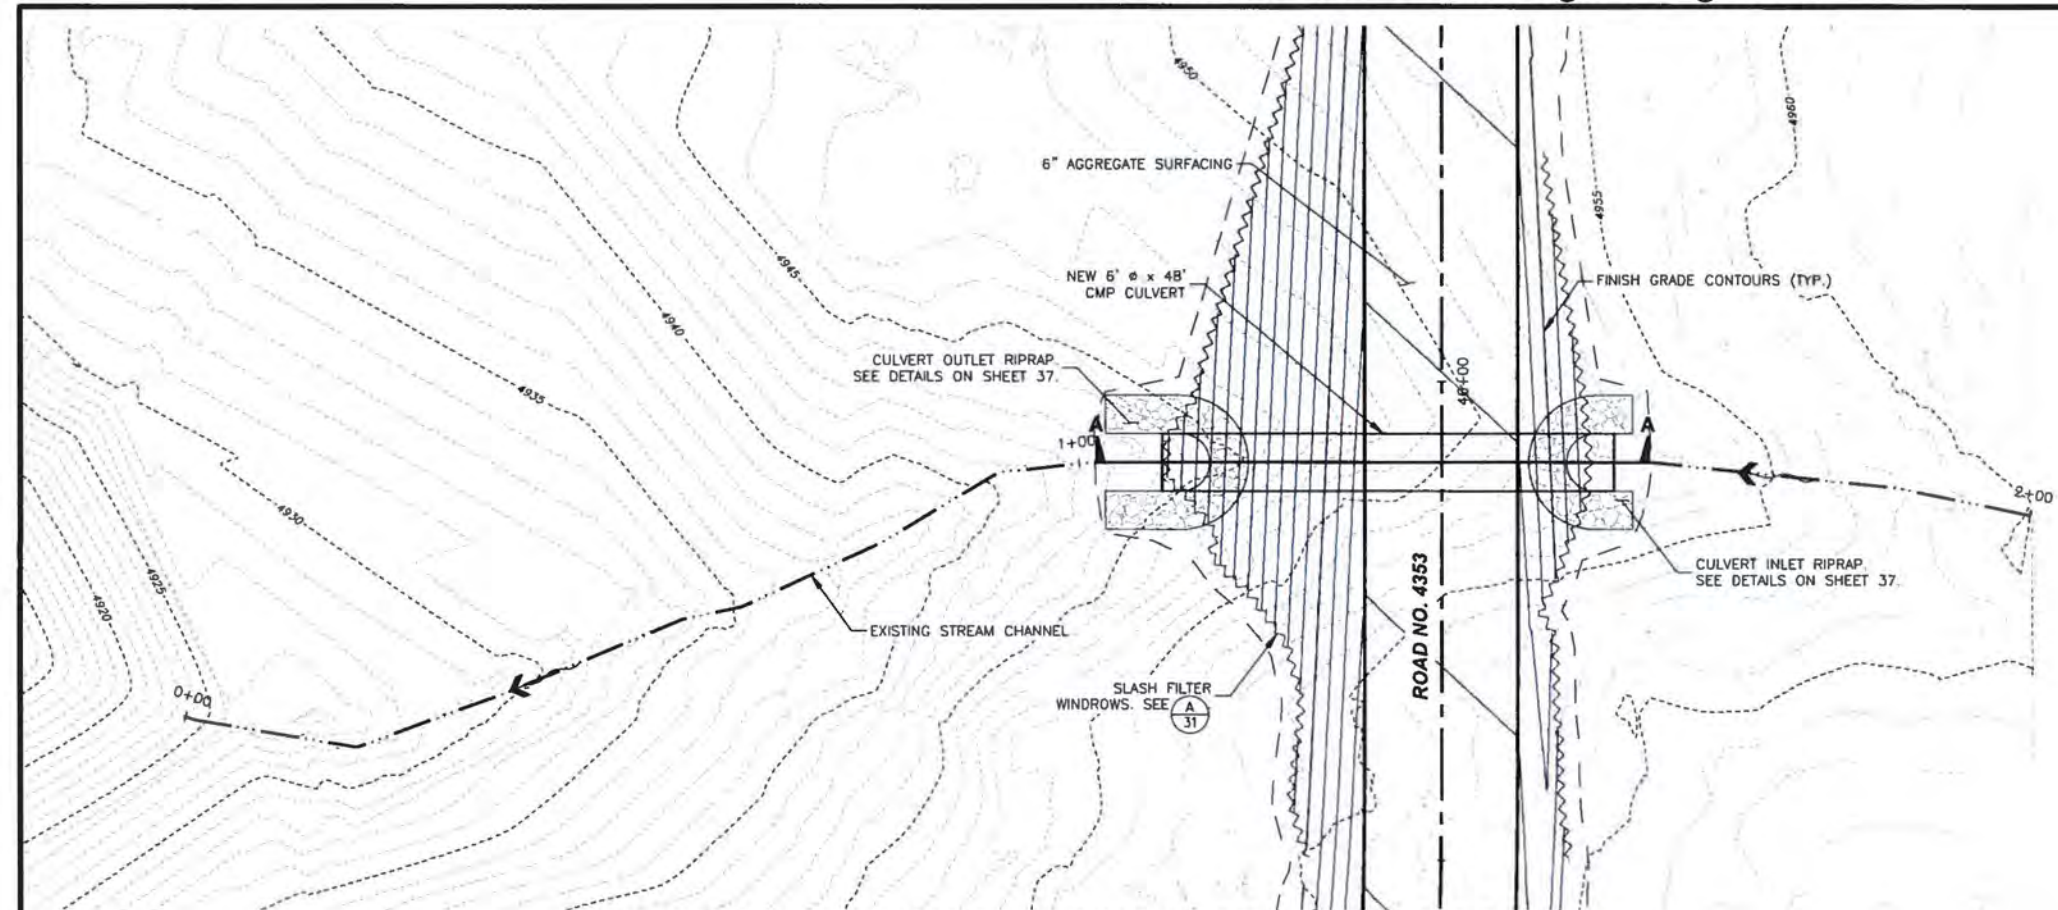 4950
4960
6" AGGREGATE SURFACING
4955
4945
NEW 6' ø x 48'
CMP CULVERT
FINISH GRADE CONTOURS (TYP.)
4940
CULVERT OUTLET RIPRAP.
SEE DETAILS ON SHEET 37.
4935
A
A
1+00
2+00
4930
CULVERT INLET RIPRAP.
SEE DETAILS ON SHEET 37.
4925
4920
EXISTING STREAM CHANNEL
ROAD NO. 4353
0+00
SLASH FILTER
WINDROWS. SEE A
31